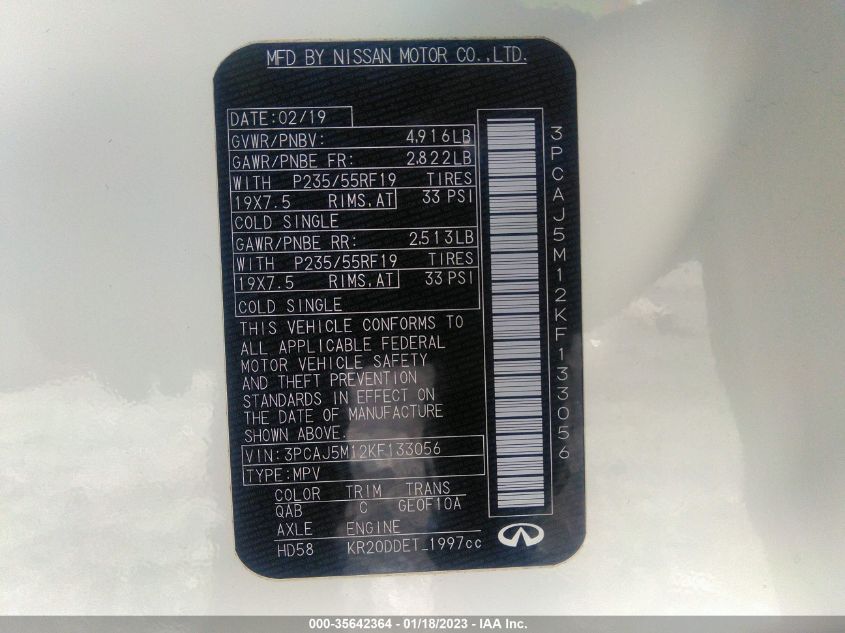 MFD BY NISSAN MOTOR CO.,LTD.
DATE:02/19
GVWR/PNBV: 4,916LB
GAWR/PNBE FR: 2,822LB
WITH P235/55RF19 TIRES
19X7.5 RIMS,AT 33 PSI
COLD SINGLE
GAWR/PNBE RR: 2,513LB
WITH P235/55RF19 TIRES
19X7.5 RIMS,AT 33 PSI
COLD SINGLE
THIS VEHICLE CONFORMS TO
ALL APPLICABLE FEDERAL
MOTOR VEHICLE SAFETY
AND THEFT PREVENTION
STANDARDS IN EFFECT ON
THE DATE OF MANUFACTURE
SHOWN ABOVE.
VIN:3PCAJ5M12KF133056
TYPE:MPV
COLOR TRIM TRANS
QAB C GE0F10A
AXLE ENGINE
HD58 KR20DDET_1997cc
3PCAJ5M12KF133056
000-35642364 - 01/18/2023 - IAA Inc.